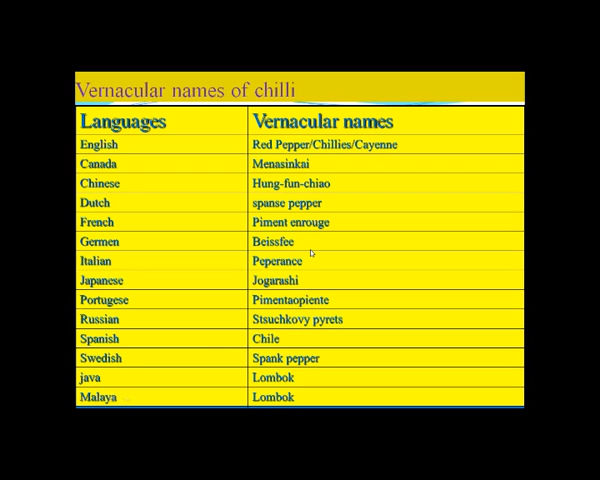 Vernacular names of chilli
Languages Vernacular names
English Red Pepper/Chillies/Cayenne
Canada Menasinkai
Chinese Hung-fun-chiao
Dutch spanse pepper
French Piment enrouge
Germen Beissfee
Italian Peperance
Japanese Jogarashi
Portugese Pimentaopiente
Russian Stsuchkovy pyrets
Spanish Chile
Swedish Spank pepper
java Lombok
Malaya Lombok